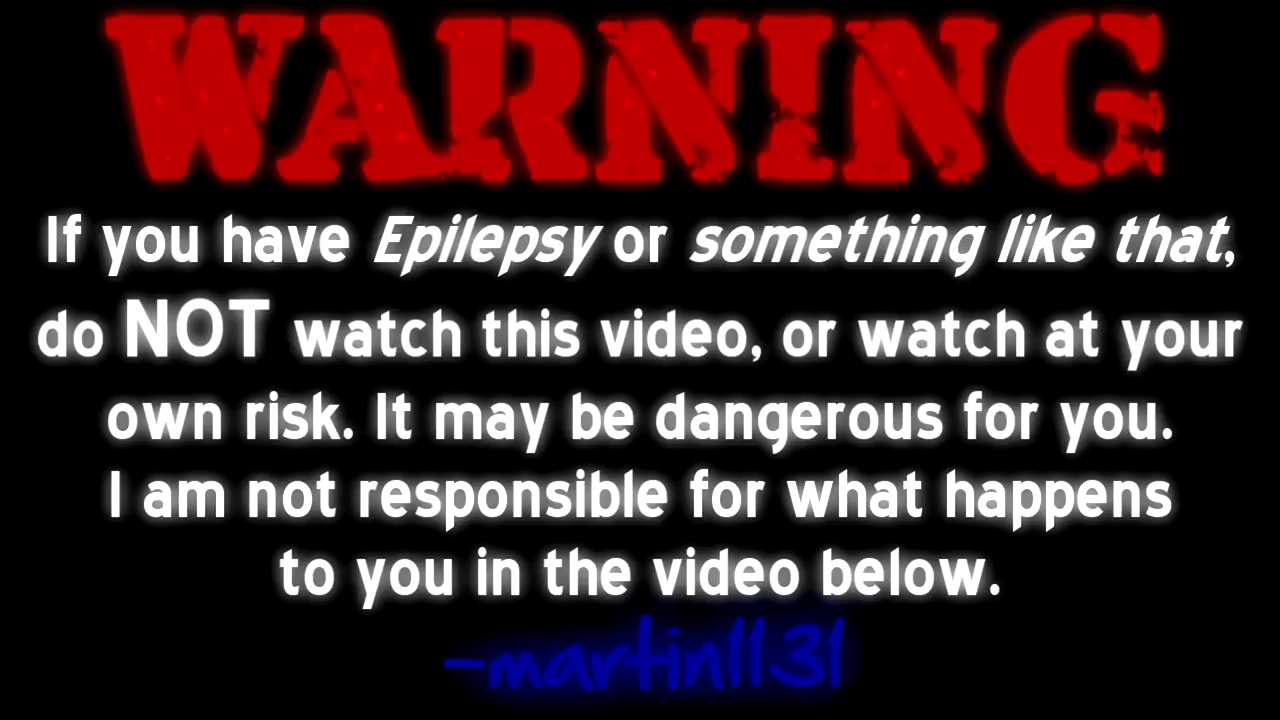 WARNING
If you have Epilepsy or something like that,
do NOT watch this video, or watch at your
own risk. It may be dangerous for you.
I am not responsible for what happens
to you in the video below.
-martin1131